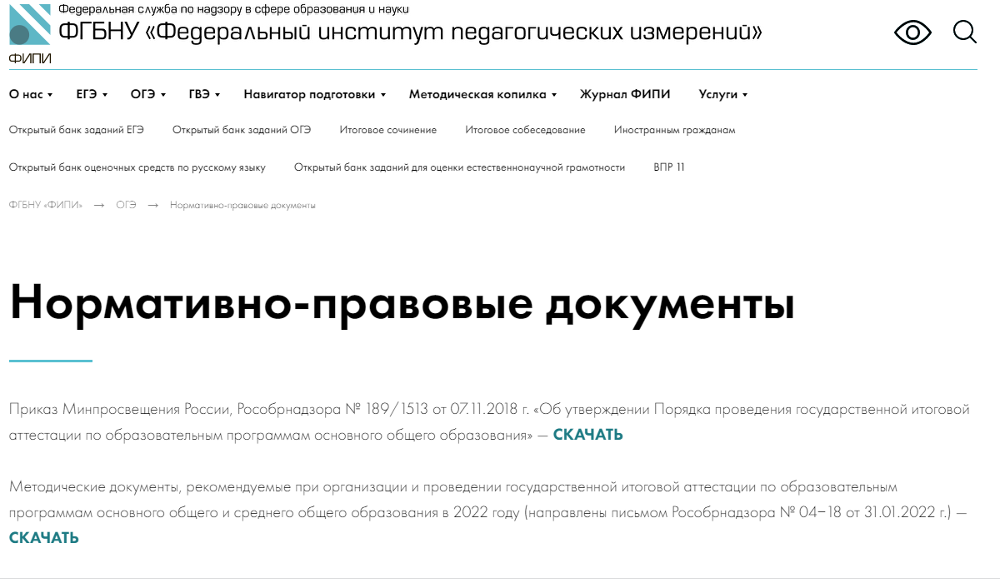 Федеральная служба по надзору в сфере образования и науки
ФГБНУ «Федеральный институт педагогических измерений»
ФИПИ
О нас ЕГЭ ОГЭ ГВЭ Навигатор подготовки Методическая копилка Журнал ФИПИ Услуги
Открытый банк заданий ЕГЭ Открытый банк заданий ОГЭ Итоговое сочинение Итоговое собеседование Иностранным гражданам
Открытый банк оценочных средств по русскому языку Открытый банк заданий для оценки естественнонаучной грамотности ВПР 11
ФГБНУ «ФИПИ» → ОГЭ → Нормативно-правовые документы
Нормативно-правовые документы
Приказ Минпросвещения России, Рособрнадзора № 189/1513 от 07.11.2018 г. «Об утверждении Порядка проведения государственной итоговой
аттестации по образовательным программам основного общего образования» — СКАЧАТЬ
Методические документы, рекомендуемые при организации и проведении государственной итоговой аттестации по образовательным
программам основного общего и среднего общего образования в 2022 году (направлены письмом Рособрнадзора № 04−18 от 31.01.2022 г.) —
СКАЧАТЬ